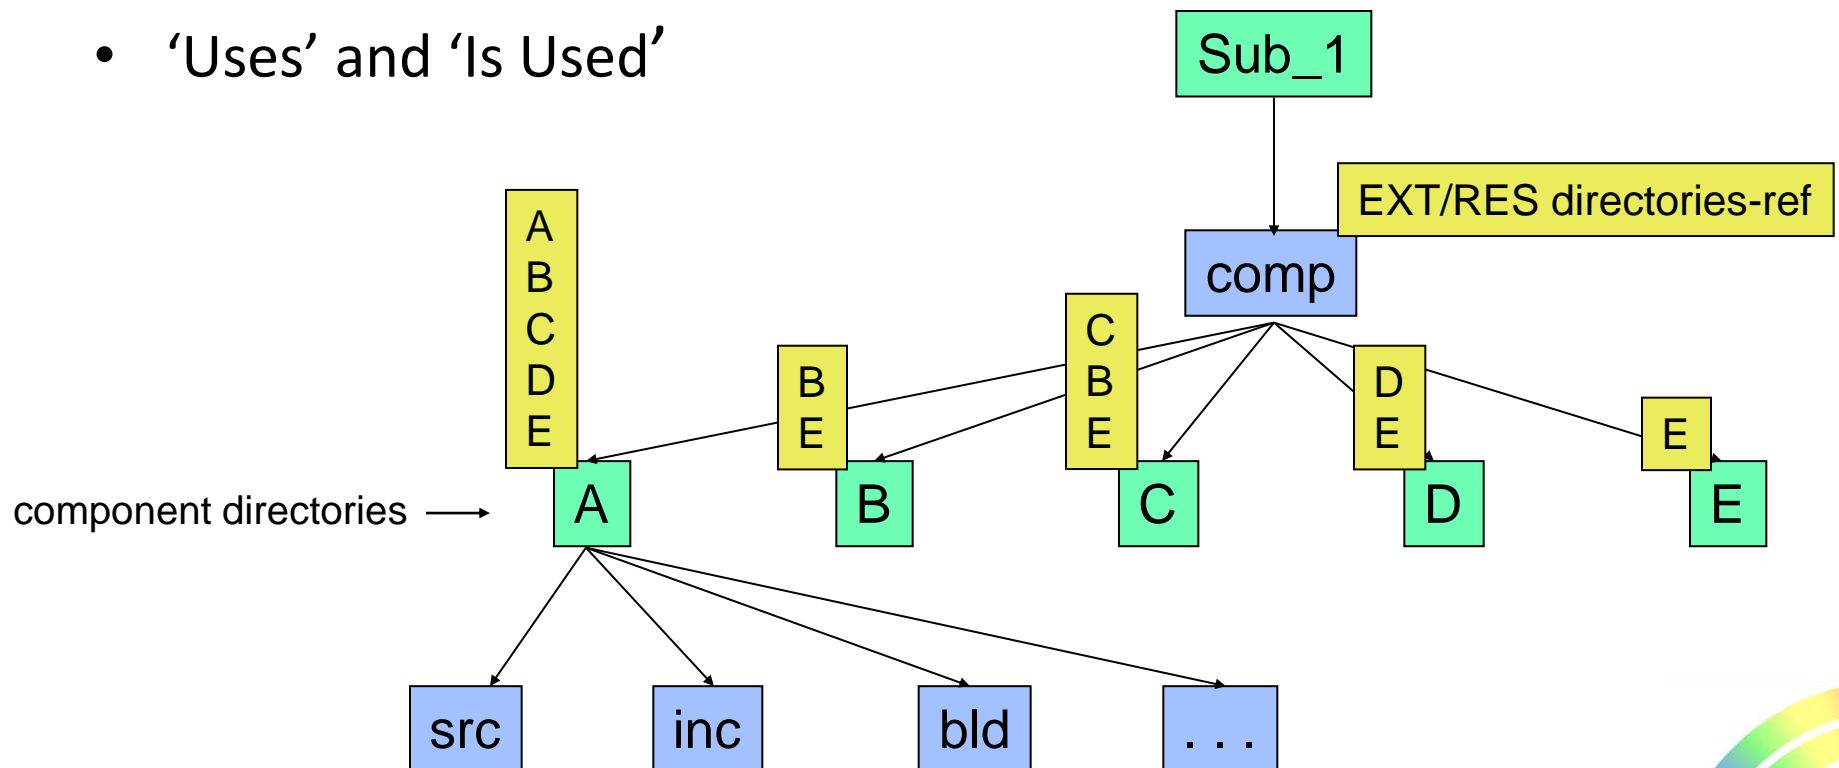 • ‘Uses’ and ‘Is Used’
Sub_1
EXT/RES directories-ref
comp
A
B
C
D
E
B
E
C
B
E
D
E
E
component directories
A
B
C
D
E
src
inc
bld
. . .